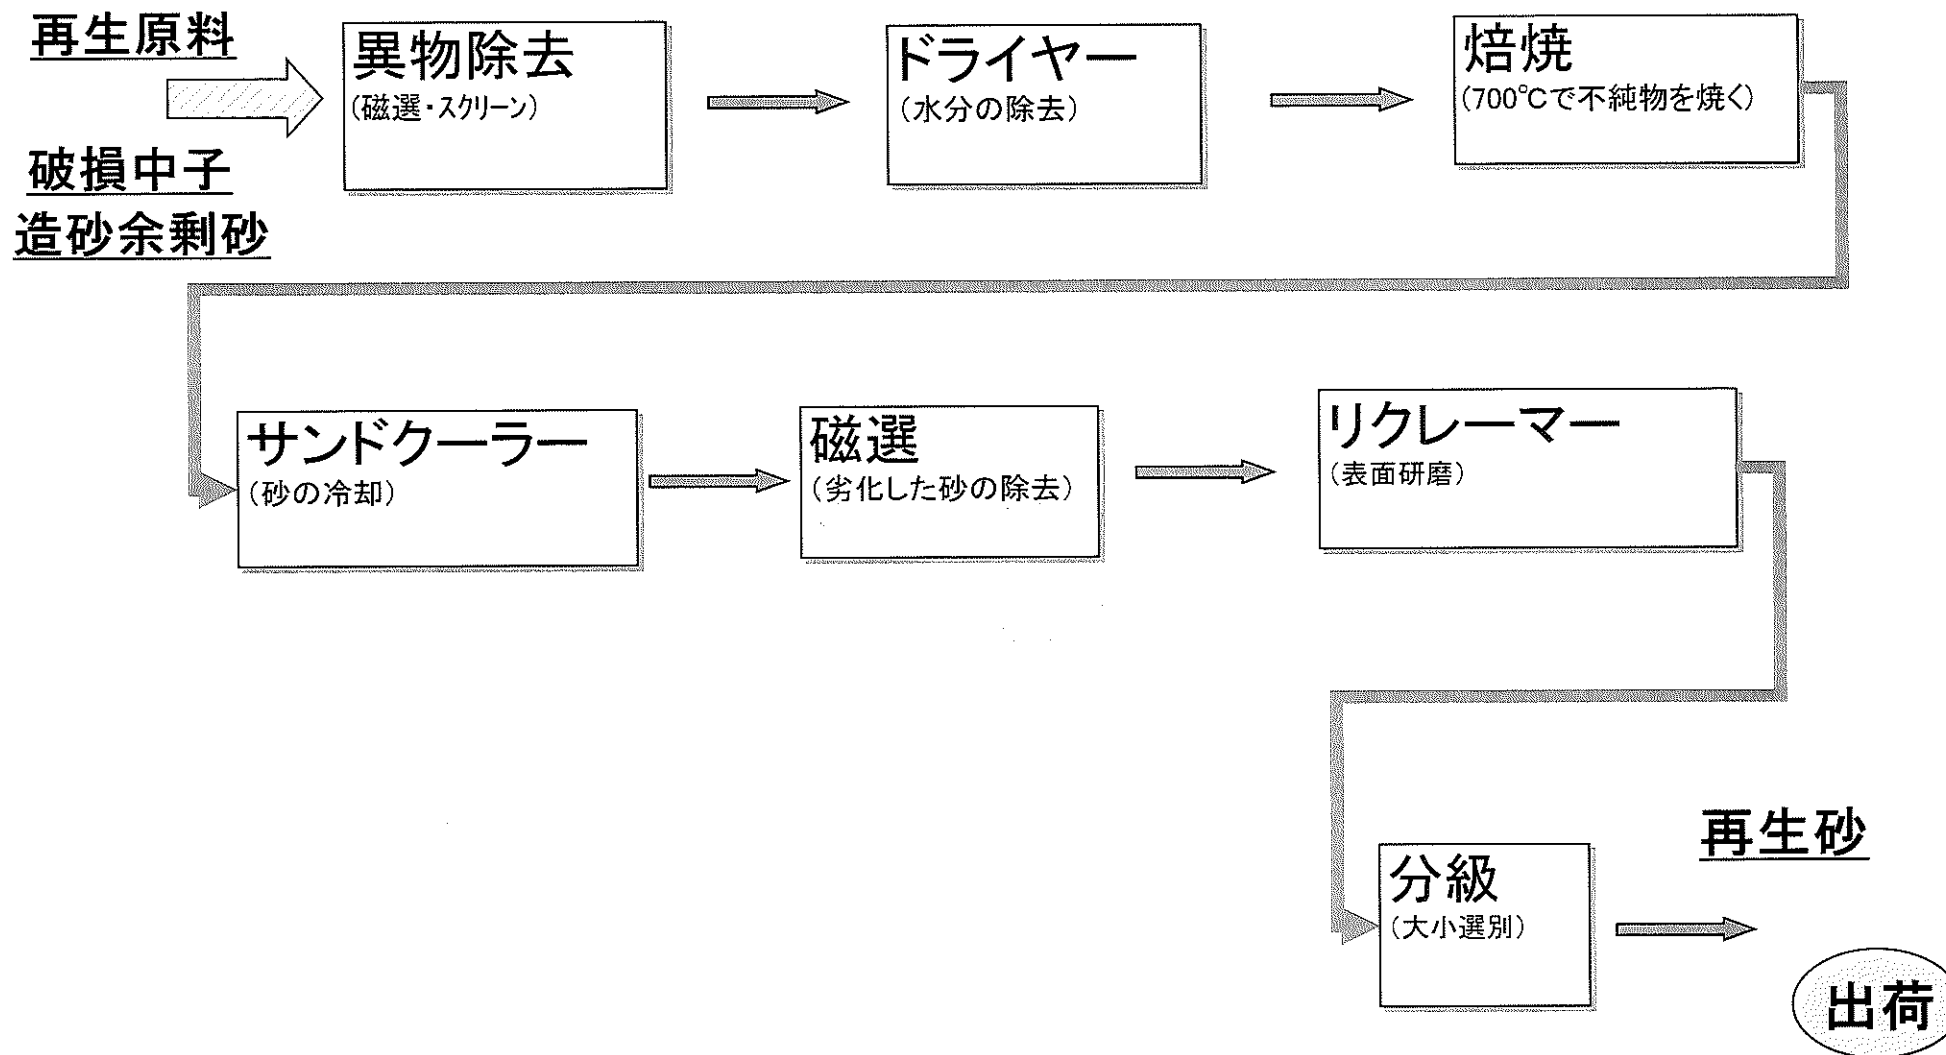 再生原料
破損中子
造砂余剰砂
異物除去
(磁選・スクリーン)
ドライヤー
(水分の除去)
焙焼
(700℃で不純物を焼く)
サンドクーラー
(砂の冷却)
磁選
(劣化した砂の除去)
リクレーマー
(表面研磨)
分級
(大小選別)
再生砂
出荷